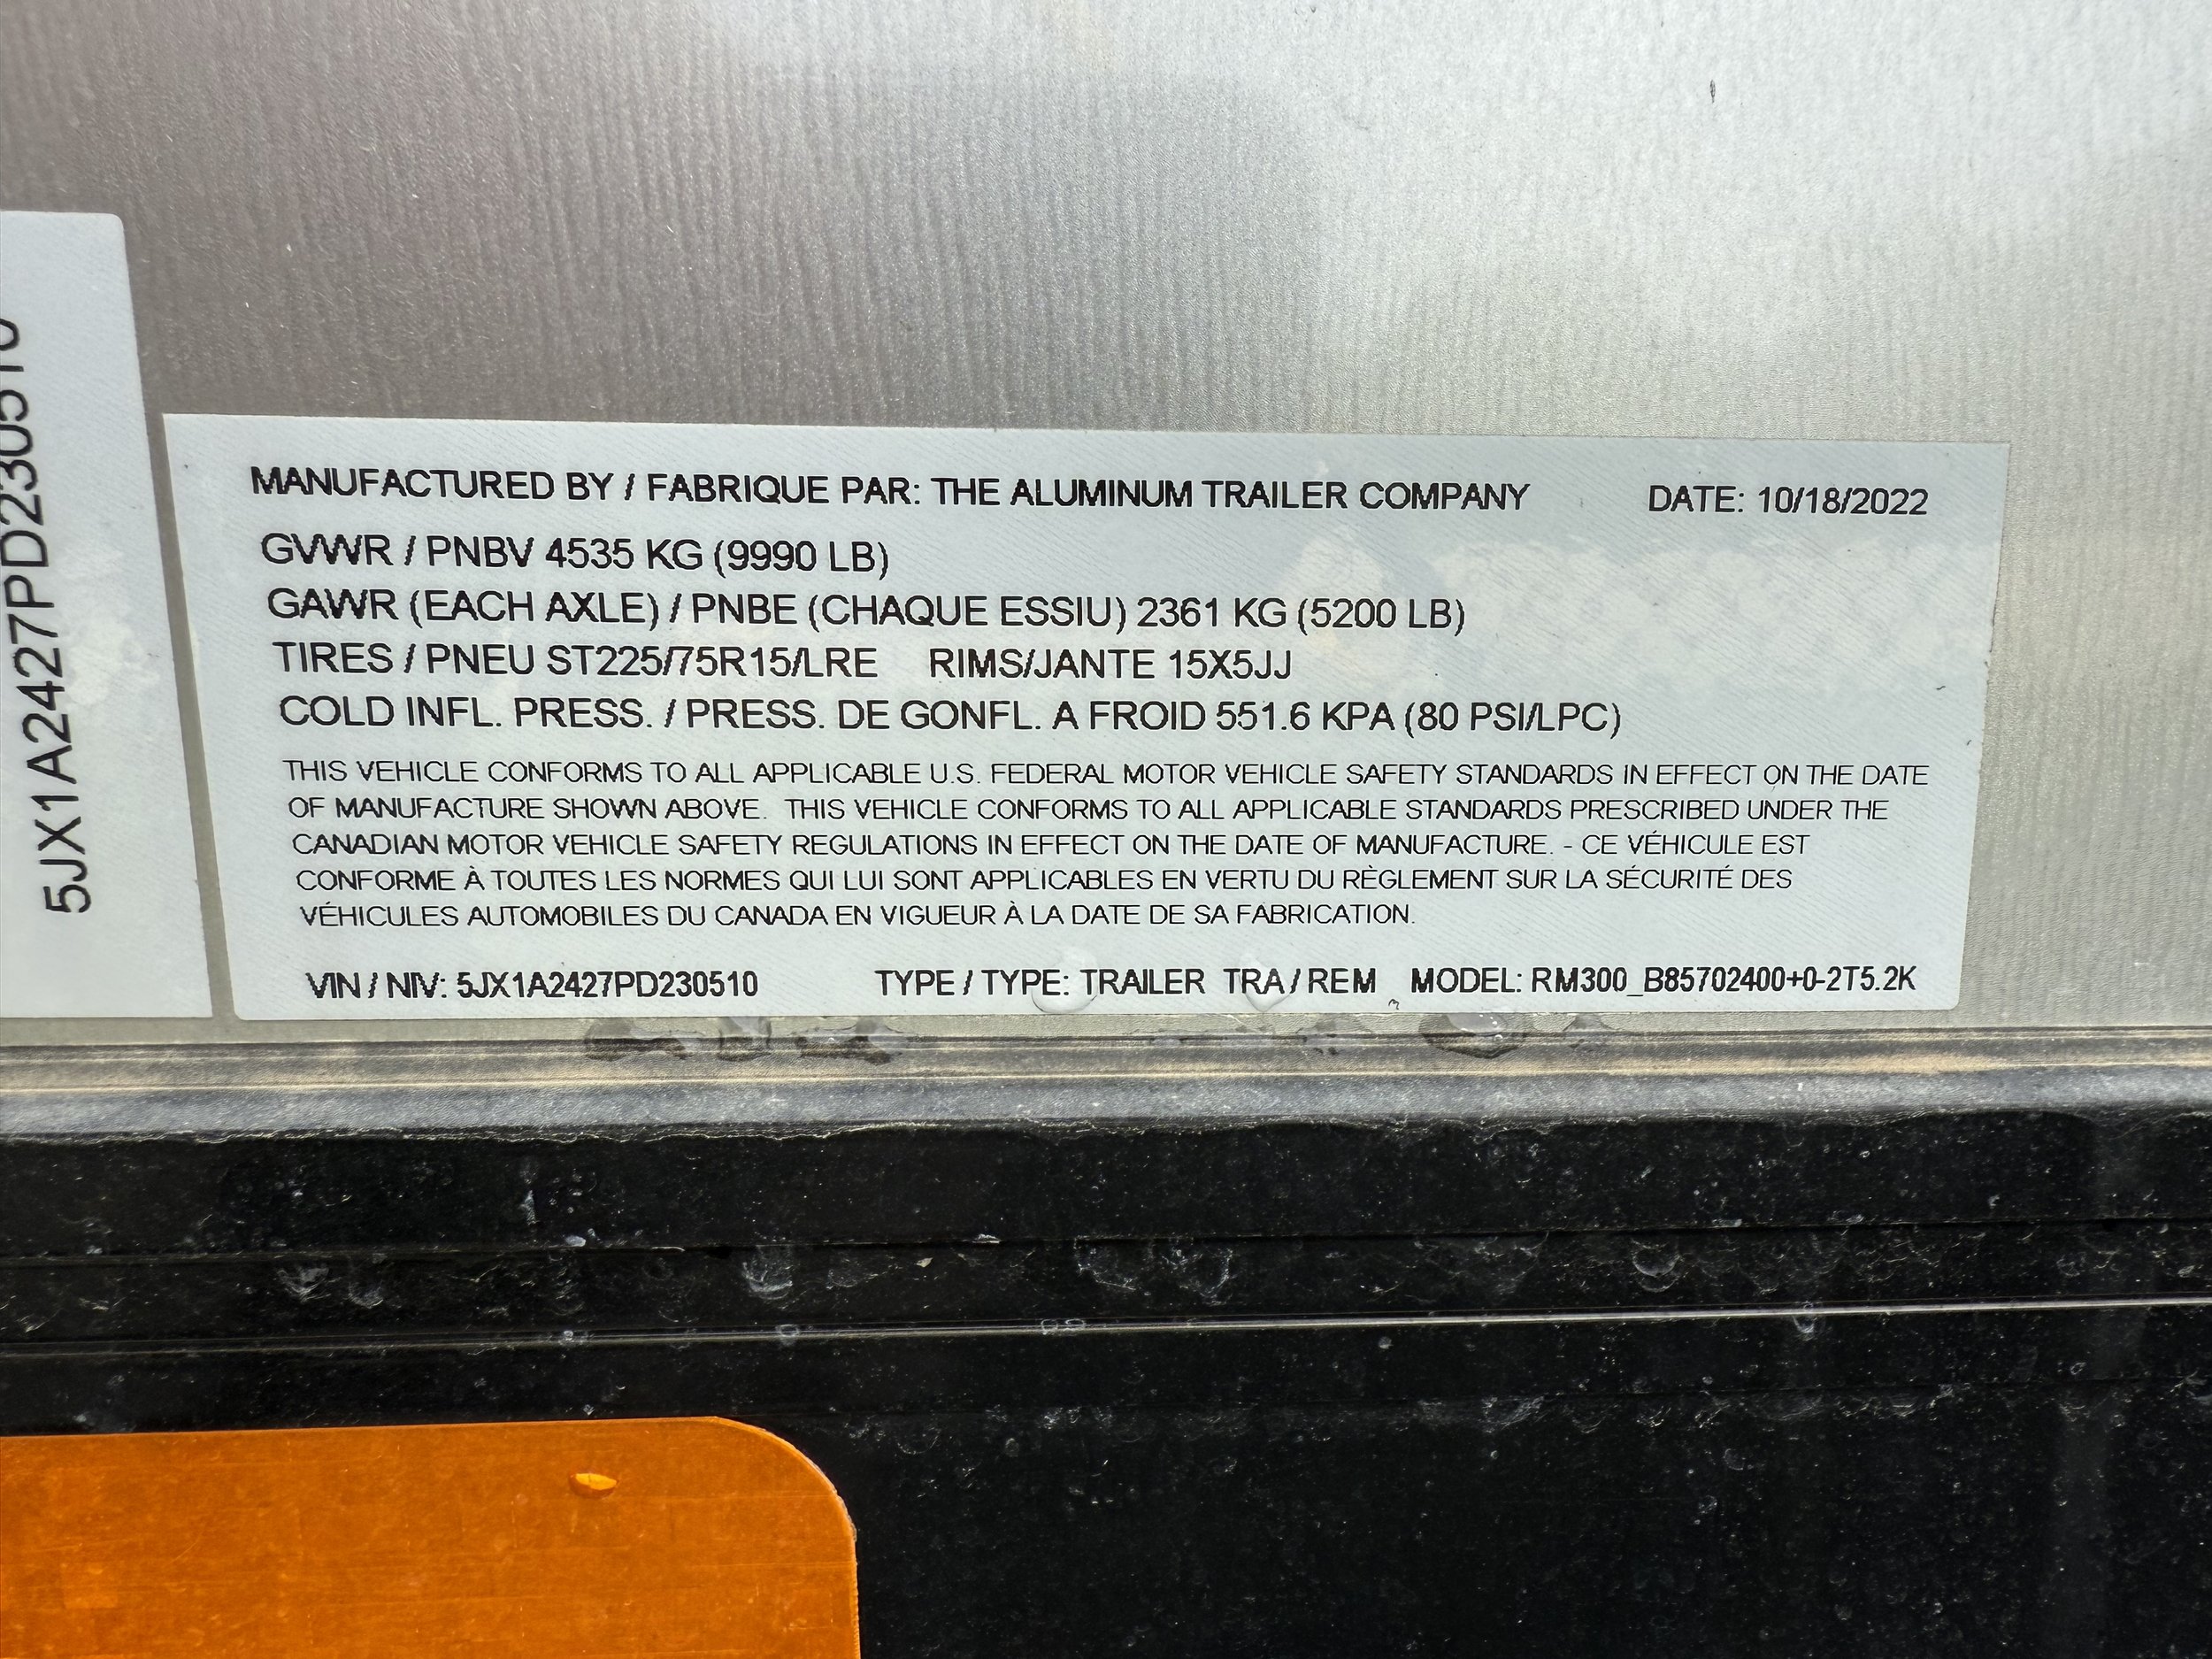 MANUFACTURED BY / FABRIQUE PAR: THE ALUMINUM TRAILER COMPANY DATE: 10/18/2022
GVWR / PNBV 4535 KG (9990 LB)
GAWR (EACH AXLE) / PNBE (CHAQUE ESSIU) 2361 KG (5200 LB)
TIRES / PNEU ST225/75R15/LRE RIMS/JANTE 15X5JJ
COLD INFL. PRESS. / PRESS. DE GONFL. A FROID 551.6 KPA (80 PSI/LPC)
THIS VEHICLE CONFORMS TO ALL APPLICABLE U.S. FEDERAL MOTOR VEHICLE SAFETY STANDARDS IN EFFECT ON THE DATE
OF MANUFACTURE SHOWN ABOVE. THIS VEHICLE CONFORMS TO ALL APPLICABLE STANDARDS PRESCRIBED UNDER THE
CANADIAN MOTOR VEHICLE SAFETY REGULATIONS IN EFFECT ON THE DATE OF MANUFACTURE. - CE VÉHICULE EST
CONFORME À TOUTES LES NORMES QUI LUI SONT APPLICABLES EN VERTU DU RÈGLEMENT SUR LA SÉCURITÉ DES
VÉHICULES AUTOMOBILES DU CANADA EN VIGUEUR À LA DATE DE SA FABRICATION.
VIN / NIV: 5JX1A2427PD230510 TYPE / TYPE: TRAILER TRA / REM MODEL: RM300_B85702400+0-2T5.2K
5JX1A2427PD230510